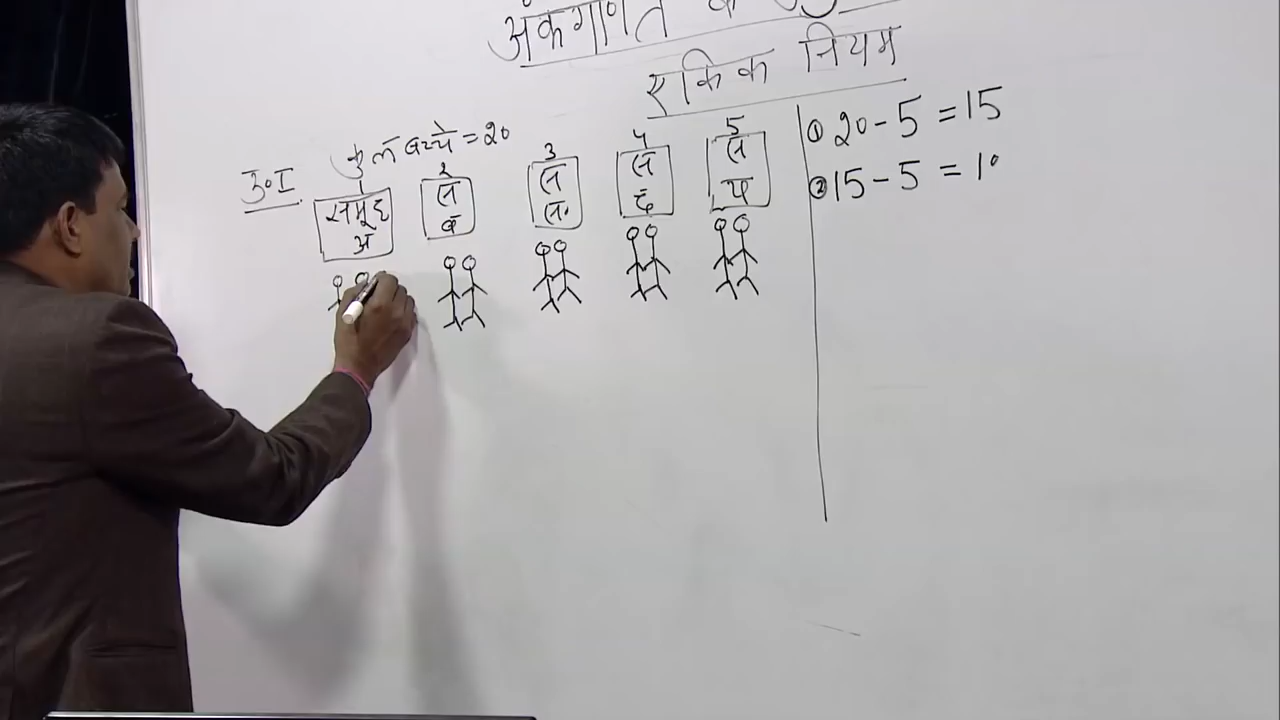 अंकगणित के
एकिक नियम
उ०I कुल बच्चे = 20
1 2 3 4 5
समूह अ
स ब
स स.
स द
स प
① 20 - 5 = 15
② 15 - 5 = 10